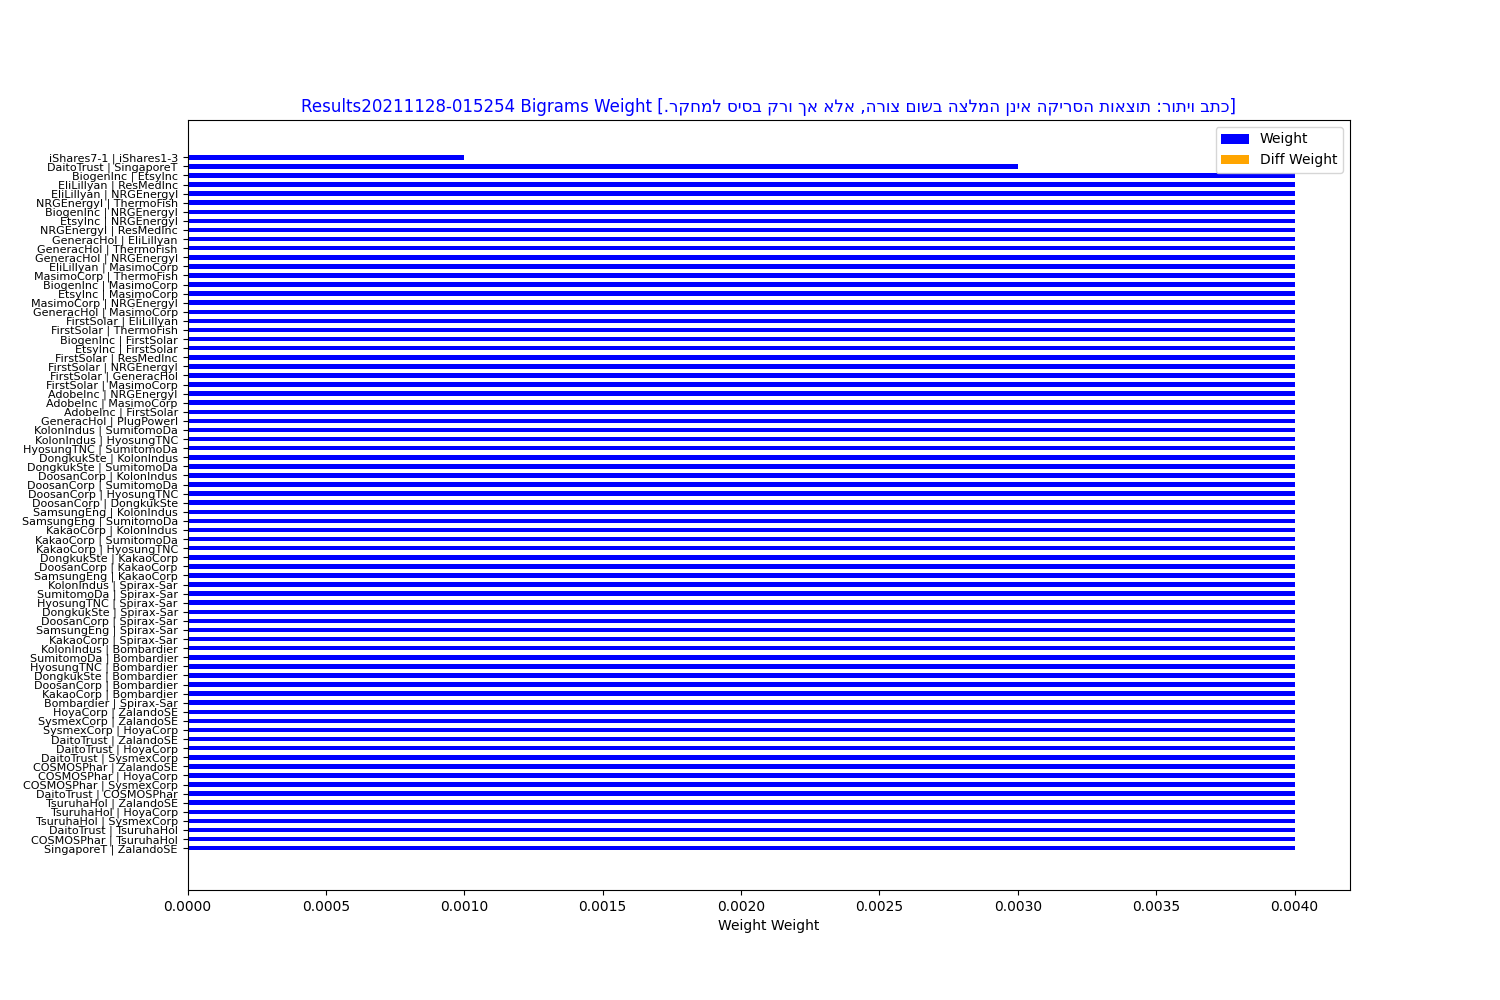 Results20211128-015254 Bigrams Weight [כתב ויתור: תוצאות הסריקה אינן המלצה בשום צורה, אלא אך ורק בסיס למחקר.]
Weight
Diff Weight
iShares7-1 | iShares1-3
DaitoTrust | SingaporeT
BiogenInc | EtsyInc
EliLillyan | ResMedInc
EliLillyan | NRGEnergyI
NRGEnergyI | ThermoFish
BiogenInc | NRGEnergyI
EtsyInc | NRGEnergyI
NRGEnergyI | ResMedInc
GeneracHol | EliLillyan
GeneracHol | ThermoFish
GeneracHol | NRGEnergyI
EliLillyan | MasimoCorp
MasimoCorp | ThermoFish
BiogenInc | MasimoCorp
EtsyInc | MasimoCorp
MasimoCorp | NRGEnergyI
GeneracHol | MasimoCorp
FirstSolar | EliLillyan
FirstSolar | ThermoFish
BiogenInc | FirstSolar
EtsyInc | FirstSolar
FirstSolar | ResMedInc
FirstSolar | NRGEnergyI
FirstSolar | GeneracHol
FirstSolar | MasimoCorp
AdobeInc | NRGEnergyI
AdobeInc | MasimoCorp
AdobeInc | FirstSolar
GeneracHol | PlugPowerI
KolonIndus | SumitomoDa
KolonIndus | HyosungTNC
HyosungTNC | SumitomoDa
DongkukSte | KolonIndus
DongkukSte | SumitomoDa
DoosanCorp | KolonIndus
DoosanCorp | SumitomoDa
DoosanCorp | HyosungTNC
DoosanCorp | DongkukSte
SamsungEng | KolonIndus
SamsungEng | SumitomoDa
KakaoCorp | KolonIndus
KakaoCorp | SumitomoDa
KakaoCorp | HyosungTNC
DongkukSte | KakaoCorp
DoosanCorp | KakaoCorp
SamsungEng | KakaoCorp
KolonIndus | Spirax-Sar
SumitomoDa | Spirax-Sar
HyosungTNC | Spirax-Sar
DongkukSte | Spirax-Sar
DoosanCorp | Spirax-Sar
SamsungEng | Spirax-Sar
KakaoCorp | Spirax-Sar
KolonIndus | Bombardier
SumitomoDa | Bombardier
HyosungTNC | Bombardier
DongkukSte | Bombardier
DoosanCorp | Bombardier
KakaoCorp | Bombardier
Bombardier | Spirax-Sar
HoyaCorp | ZalandoSE
SysmexCorp | ZalandoSE
SysmexCorp | HoyaCorp
DaitoTrust | ZalandoSE
DaitoTrust | HoyaCorp
DaitoTrust | SysmexCorp
COSMOSPhar | ZalandoSE
COSMOSPhar | HoyaCorp
COSMOSPhar | SysmexCorp
DaitoTrust | COSMOSPhar
TsuruhaHol | ZalandoSE
TsuruhaHol | HoyaCorp
TsuruhaHol | SysmexCorp
DaitoTrust | TsuruhaHol
COSMOSPhar | TsuruhaHol
SingaporeT | ZalandoSE
0.0000 0.0005 0.0010 0.0015 0.0020 0.0025 0.0030 0.0035 0.0040
Weight Weight